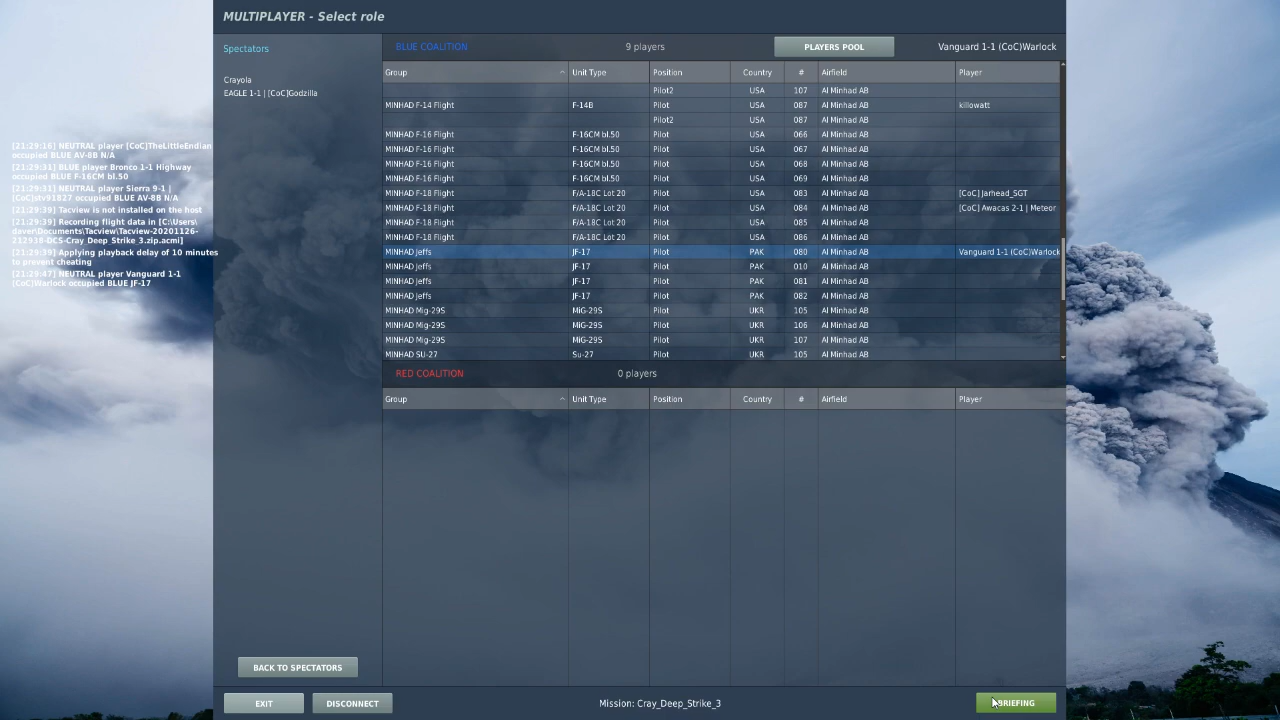 MULTIPLAYER - Select role
Spectators
Crayola
EAGLE 1-1 | [CoC]Godzilla
[21:29:16] NEUTRAL player [CoC]TheLittleEndian
occupied BLUE AV-8B N/A
[21:29:31] BLUE player Bronco 1-1 Highway
occupied BLUE F-16CM bl.50
[21:29:31] NEUTRAL player Sierra 9-1 |
[CoC]stv91827 occupied BLUE AV-8B N/A
[21:29:39] Tacview is not installed on the host
[21:29:39] Recording flight data in [C:\Users\
daver\Documents\Tacview\Tacview-20201126-
212938-DCS-Cray_Deep Strike 3.zip.acmi]
[21:29:39] Applying playback delay of 10 minutes
to prevent cheating
[21:29:47] NEUTRAL player Vanguard 1-1
(CoC)Warlock occupied BLUE JF-17
BLUE COALITION 9 players PLAYERS POOL Vanguard 1-1 (CoC)Warlock
Group Unit Type Position Country # Airfield Player
Pilot2 USA 107 Al Minhad AB
MINHAD F-14 Flight F-14B Pilot USA 087 Al Minhad AB killowatt
Pilot2 USA 087 Al Minhad AB
MINHAD F-16 Flight F-16CM bl.50 Pilot USA 066 Al Minhad AB
MINHAD F-16 Flight F-16CM bl.50 Pilot USA 067 Al Minhad AB
MINHAD F-16 Flight F-16CM bl.50 Pilot USA 068 Al Minhad AB
MINHAD F-16 Flight F-16CM bl.50 Pilot USA 069 Al Minhad AB
MINHAD F-18 Flight F/A-18C Lot 20 Pilot USA 083 Al Minhad AB [CoC] Jarhead_SGT
MINHAD F-18 Flight F/A-18C Lot 20 Pilot USA 084 Al Minhad AB [CoC] Awacas 2-1 | Meteor
MINHAD F-18 Flight F/A-18C Lot 20 Pilot USA 085 Al Minhad AB
MINHAD F-18 Flight F/A-18C Lot 20 Pilot USA 086 Al Minhad AB
MINHAD Jeffs JF-17 Pilot PAK 080 Al Minhad AB Vanguard 1-1 (CoC)Warlock
MINHAD Jeffs JF-17 Pilot PAK 010 Al Minhad AB
MINHAD Jeffs JF-17 Pilot PAK 081 Al Minhad AB
MINHAD Jeffs JF-17 Pilot PAK 082 Al Minhad AB
MINHAD Mig-29S MiG-29S Pilot UKR 105 Al Minhad AB
MINHAD Mig-29S MiG-29S Pilot UKR 106 Al Minhad AB
MINHAD Mig-29S MiG-29S Pilot UKR 107 Al Minhad AB
MINHAD SU-27 Su-27 Pilot UKR 105 Al Minhad AB
RED COALITION 0 players
Group Unit Type Position Country # Airfield Player
BACK TO SPECTATORS
EXIT DISCONNECT Mission: Cray_Deep_Strike_3 BRIEFING